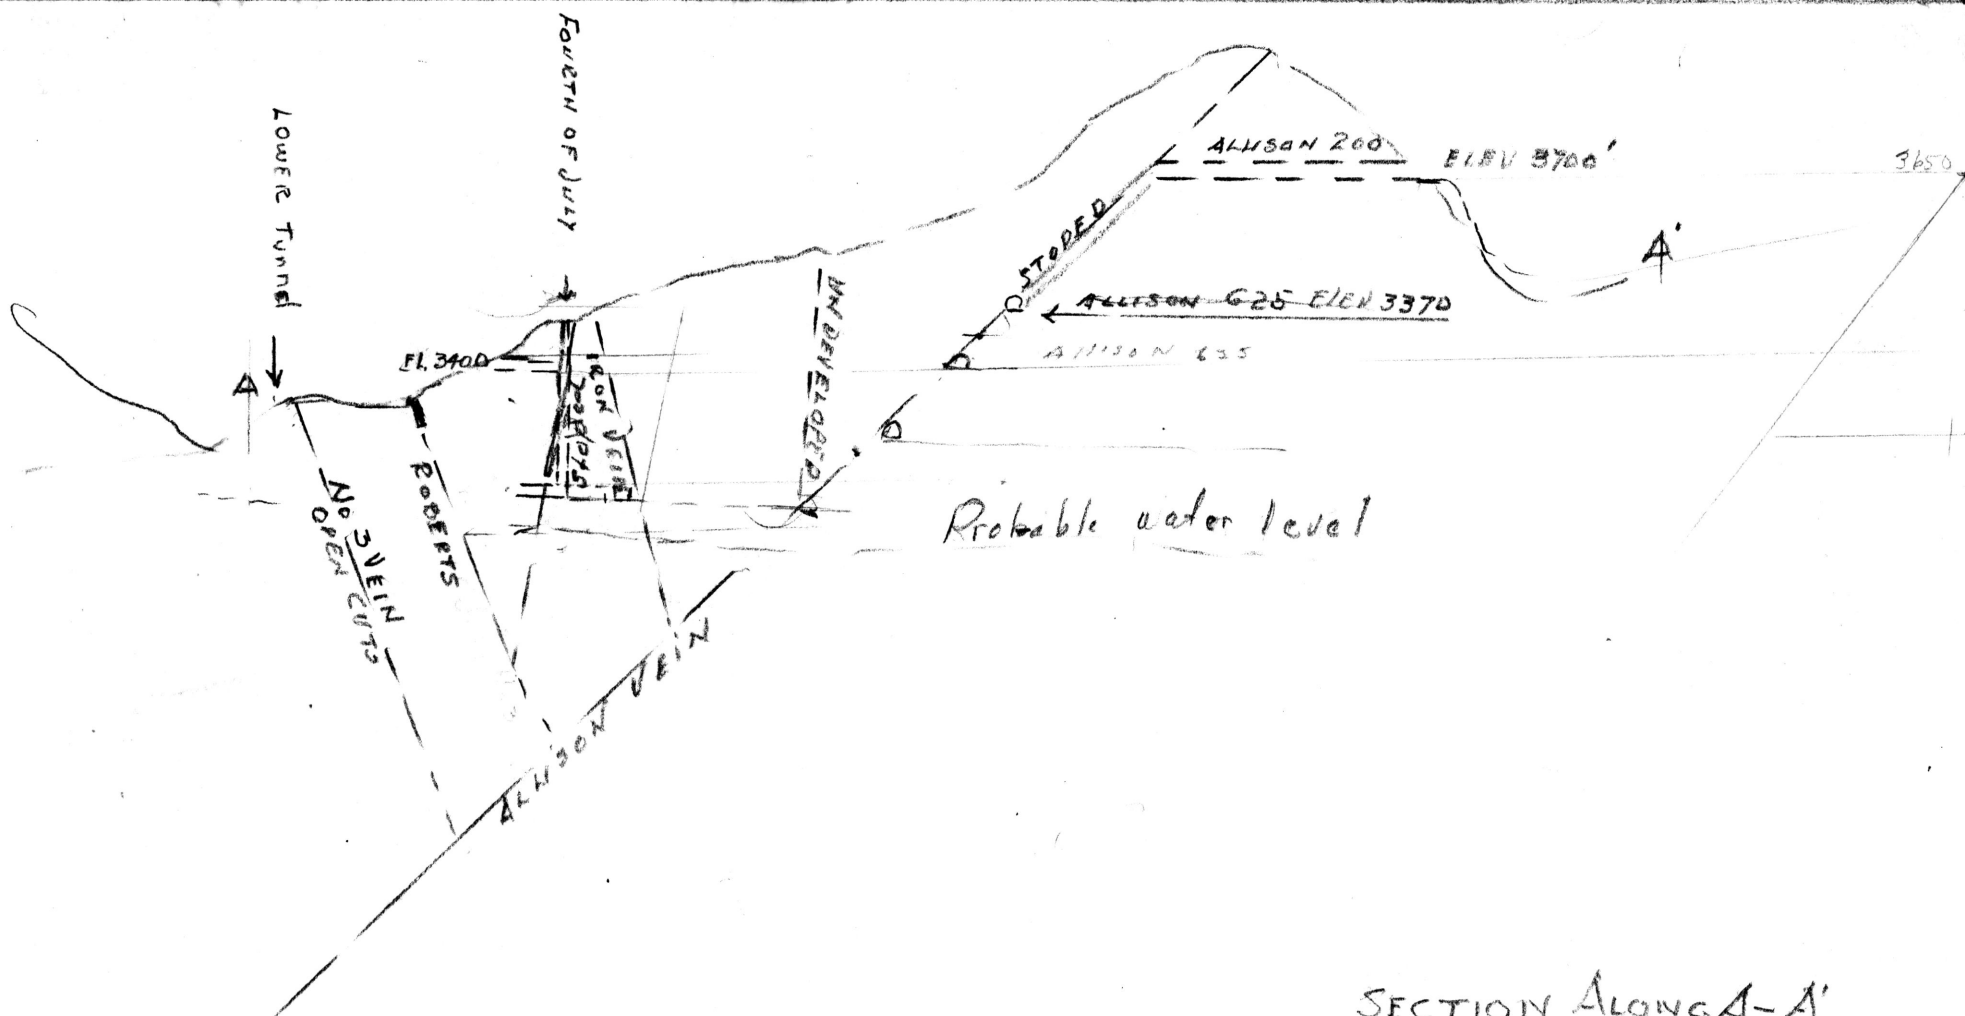 FOURTH OF JULY
LOWER Tunnel
ALLISON 200
ELEV 3700'
3650
A'
STOPED
ALLISON 625 ELEV 3370
ALLISON 635
UNDEVELOPED
EL 3400
A
IRON VEIN
STOPED
ROBERTS
No 3 VEIN
OPEN CUTS
Probable water level
ALLISON VEIN
SECTION ALONG A-A'